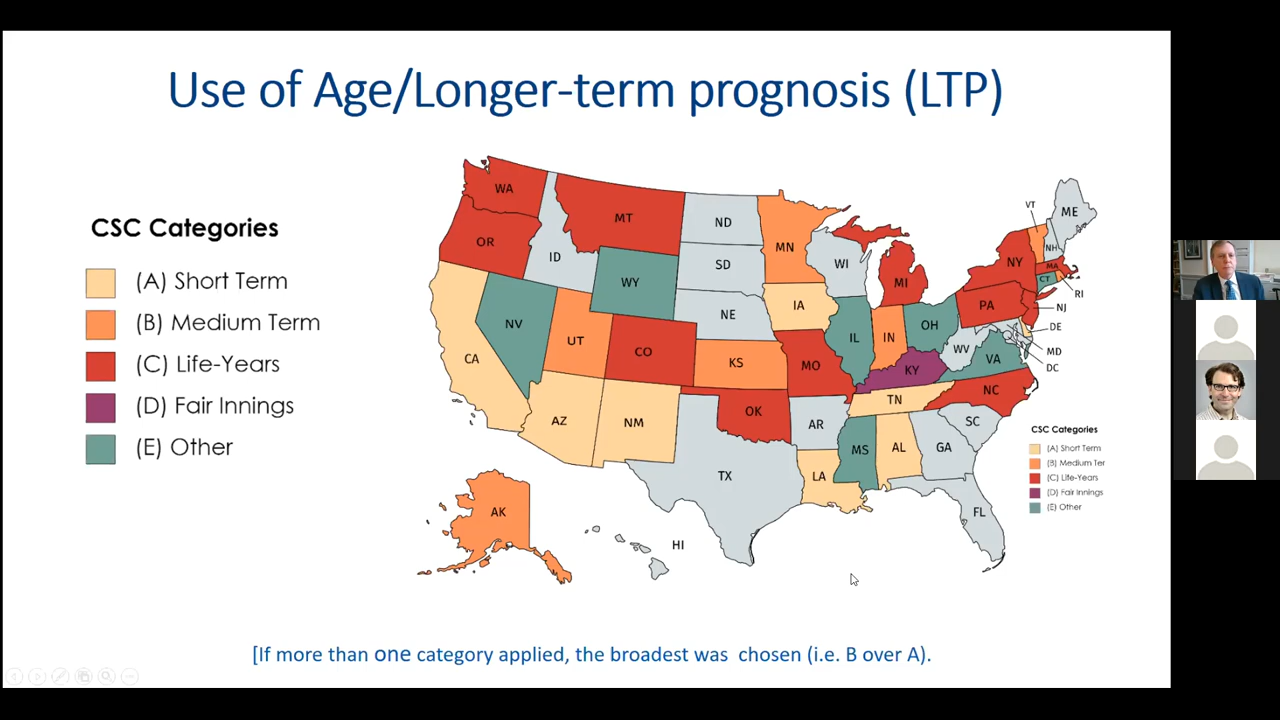 Use of Age/Longer-term prognosis (LTP)
CSC Categories
(A) Short Term
(B) Medium Term
(C) Life-Years
(D) Fair Innings
(E) Other
WA
OR
CA
NV
ID
MT
WY
UT
AZ
CO
NM
ND
SD
NE
KS
OK
TX
MN
IA
MO
AR
LA
WI
IL
MI
IN
OH
KY
TN
MS
AL
GA
FL
SC
NC
VA
WV
PA
NY
VT
NH
ME
MA
CT
RI
NJ
DE
MD
DC
AK
HI
CSC Categories
(A) Short Term
(B) Medium Ter
(C) Life-Years
(D) Fair Innings
(E) Other
[If more than one category applied, the broadest was chosen (i.e. B over A).